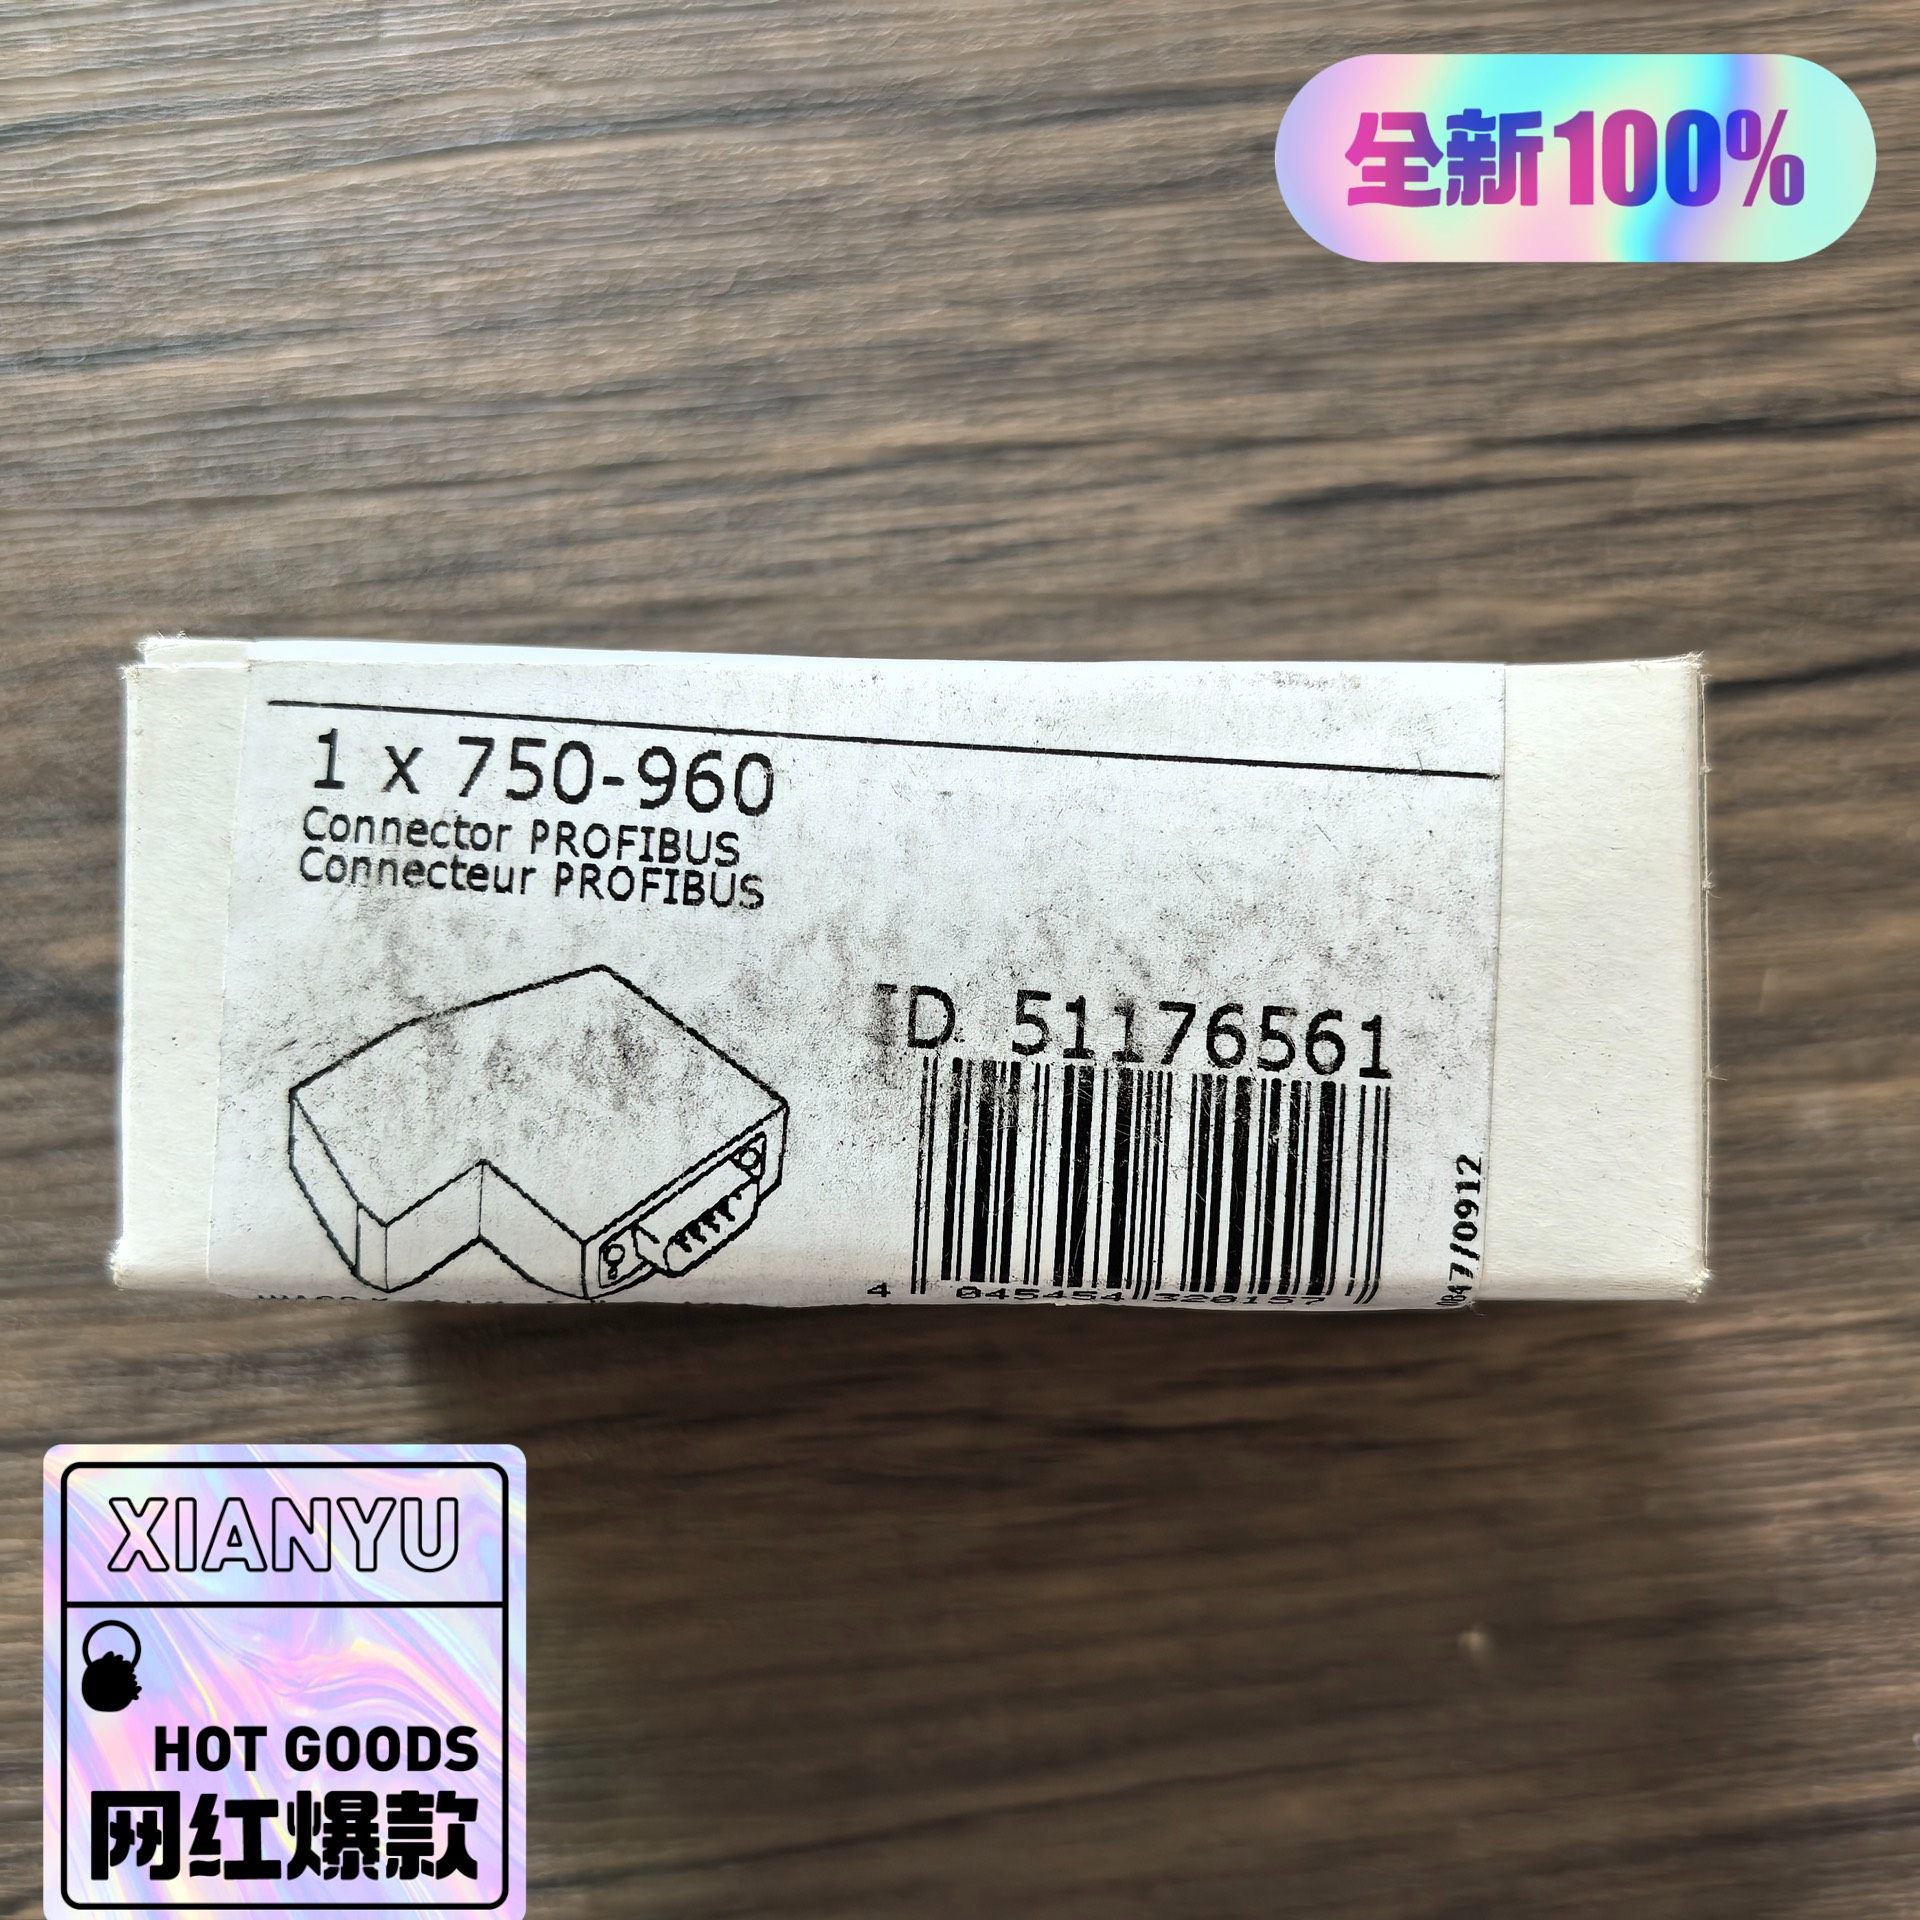 全新100%
1 x 750-960
Connector PROFIBUS
Connecteur PROFIBUS
ID 51176561
4 045454 320157
0847/0912
XIANYU
HOT GOODS
网红爆款